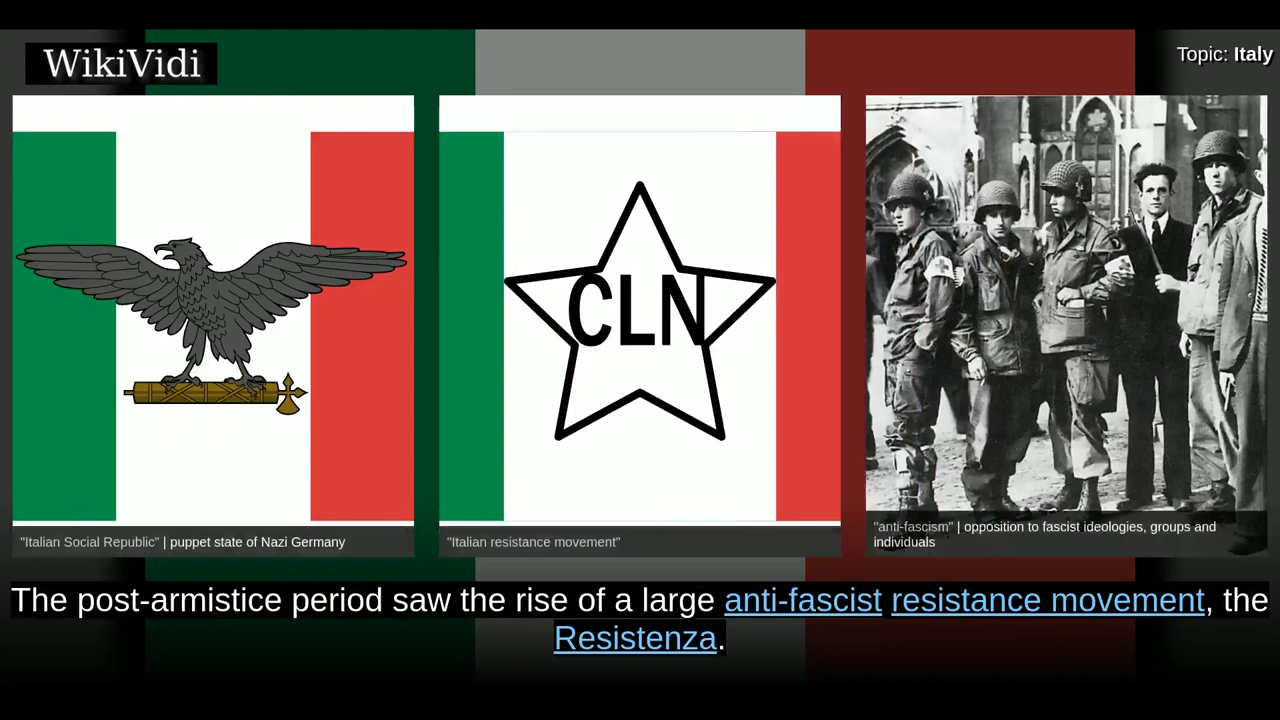 WikiVidi
Topic: Italy
CLN
"Italian Social Republic" | puppet state of Nazi Germany
"Italian resistance movement"
"anti-fascism" | opposition to fascist ideologies, groups and
individuals
The post-armistice period saw the rise of a large anti-fascist resistance movement, the
Resistenza.